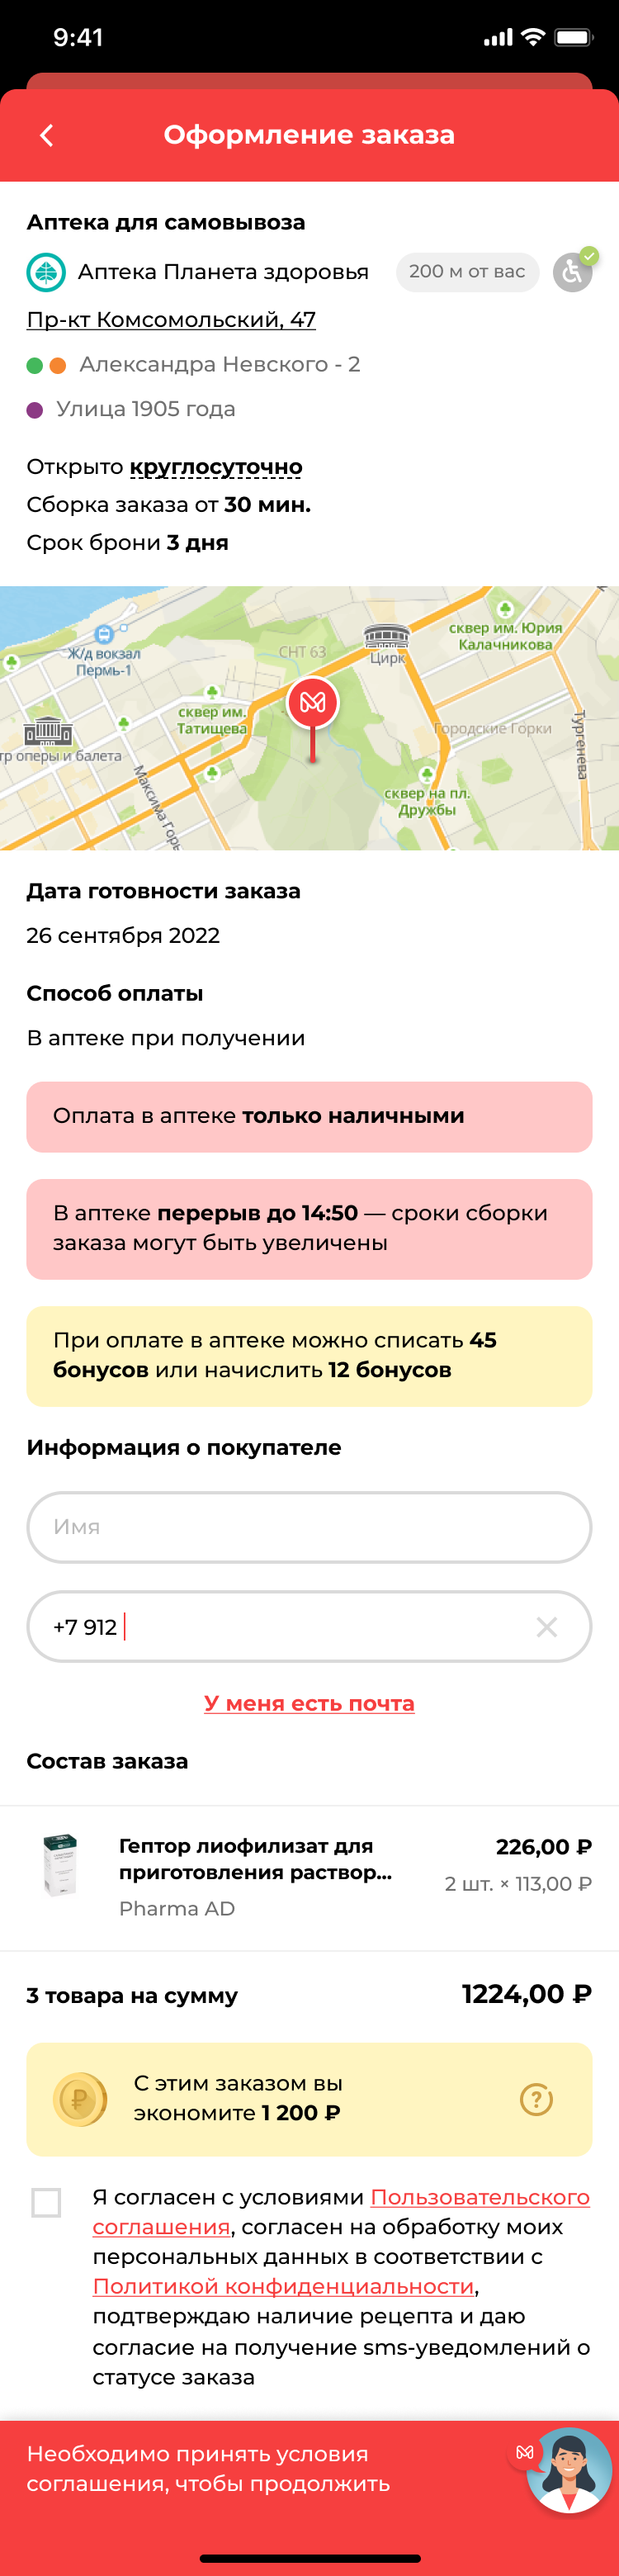 9:41
Оформление заказа
Аптека для самовывоза
Аптека Планета здоровья
200 м от вас
Пр-кт Комсомольский, 47
Александра Невского - 2
Улица 1905 года
Открыто круглосуточно
Сборка заказа от 30 мин.
Срок брони 3 дня
Ж/д вокзал
Пермь-1
СНТ 63
Цирк
сквер им. Юрия
Калачникова
сквер им.
Татищева
Городские Горки
Тургенева
тр оперы и балета
Максима Горь
сквер на пл.
Дружбы
Дата готовности заказа
26 сентября 2022
Способ оплаты
В аптеке при получении
Оплата в аптеке только наличными
В аптеке перерыв до 14:50 — сроки сборки
заказа могут быть увеличены
При оплате в аптеке можно списать 45
бонусов или начислить 12 бонусов
Информация о покупателе
Имя
+7 912
У меня есть почта
Состав заказа
Гептор лиофилизат для
приготовления раствор...
Pharma AD
226,00 ₽
2 шт. × 113,00 ₽
3 товара на сумму
1224,00 ₽
С этим заказом вы
экономите 1 200 ₽
Я согласен с условиями Пользовательского
соглашения, согласен на обработку моих
персональных данных в соответствии с
Политикой конфиденциальности,
подтверждаю наличие рецепта и даю
согласие на получение sms-уведомлений о
статусе заказа
Необходимо принять условия
соглашения, чтобы продолжить